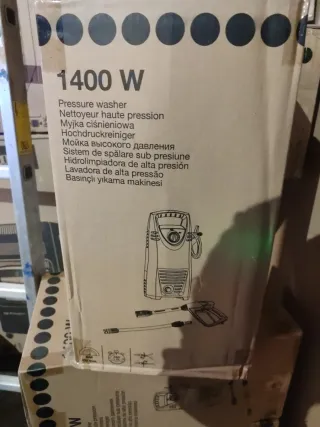 1400 W
Pressure washer
Nettoyeur haute pression
Myjka ciśnieniowa
Hochdruckreiniger
Мойка высокого давления
Sistem de spălare sub presiune
Hidrolimpiadora de alta presión
Lavadora de alta pressão
Basınçlı yıkama makinesi
1400 W